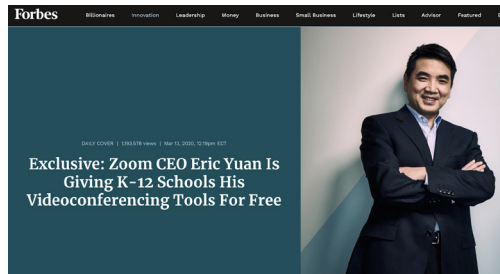 Forbes
Billionaires Innovation Leadership Money Business Small Business Lifestyle Lists Advisor Featured
DAILY COVER | 1,393,578 views | Mar 13, 2020, 12:19pm EDT
Exclusive: Zoom CEO Eric Yuan Is
Giving K-12 Schools His
Videoconferencing Tools For Free